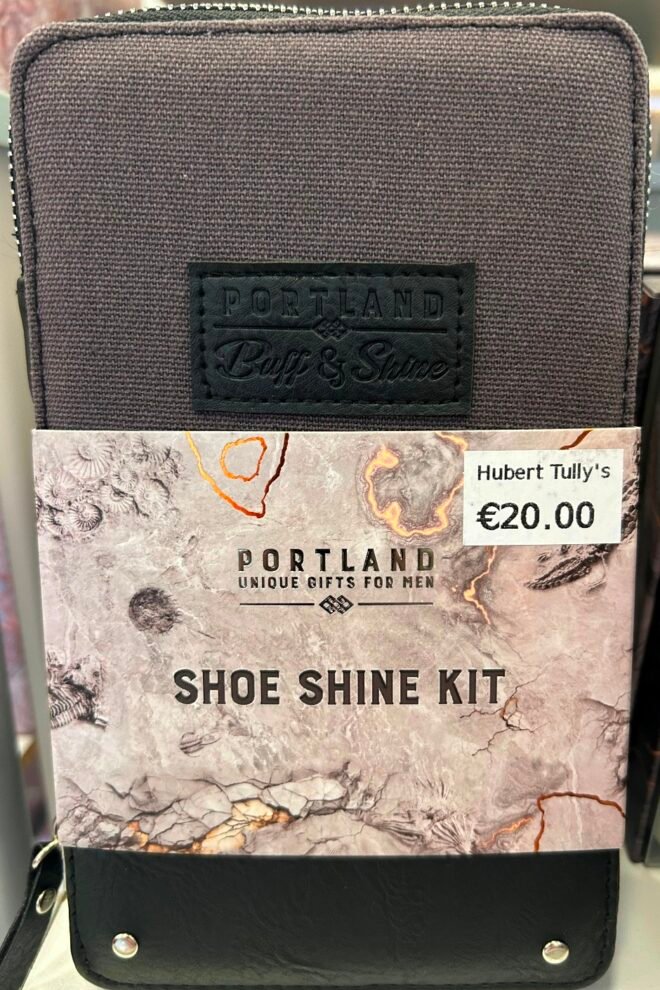 PORTLAND
Buff & Shine
Hubert Tully's
€20.00
PORTLAND
UNIQUE GIFTS FOR MEN
SHOE SHINE KIT